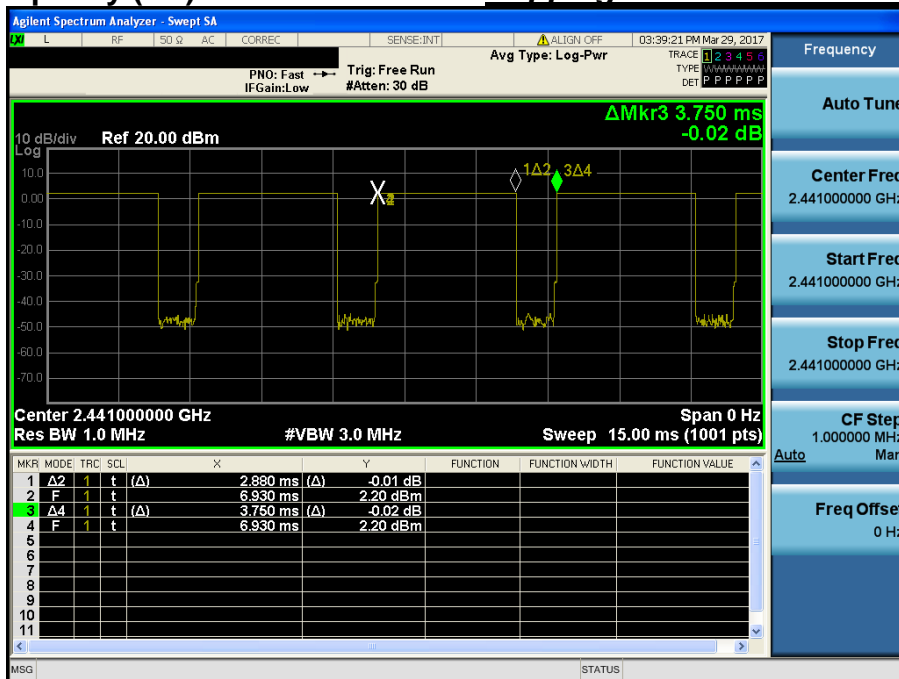 Agilent Spectrum Analyzer - Swept SA
LXI L RF 50 Ω AC CORREC SENSE:INT ALIGN OFF 03:39:21 PM Mar 29, 2017
Avg Type: Log-Pwr TRACE 1 2 3 4 5 6
PNO: Fast Trig: Free Run TYPE
IFGain:Low #Atten: 30 dB DET P P P P P P
ΔMkr3 3.750 ms
-0.02 dB
10 dB/div Ref 20.00 dBm
Log
10.0
0.00
-10.0
-20.0
-30.0
-40.0
-50.0
-60.0
-70.0
1Δ2 3Δ4
X
Center 2.441000000 GHz Span 0 Hz
Res BW 1.0 MHz #VBW 3.0 MHz Sweep 15.00 ms (1001 pts)
MKR MODE TRC SCL X Y FUNCTION FUNCTION WIDTH FUNCTION VALUE
1 Δ2 1 t (Δ) 2.880 ms (Δ) -0.01 dB
2 F 1 t 6.930 ms 2.20 dBm
3 Δ4 1 t (Δ) 3.750 ms (Δ) -0.02 dB
4 F 1 t 6.930 ms 2.20 dBm
5
6
7
8
9
10
11
MSG STATUS
Frequency
Auto Tune
Center Freq
2.441000000 GHz
Start Freq
2.441000000 GHz
Stop Freq
2.441000000 GHz
CF Step
1.000000 MHz
Auto Man
Freq Offset
0 Hz